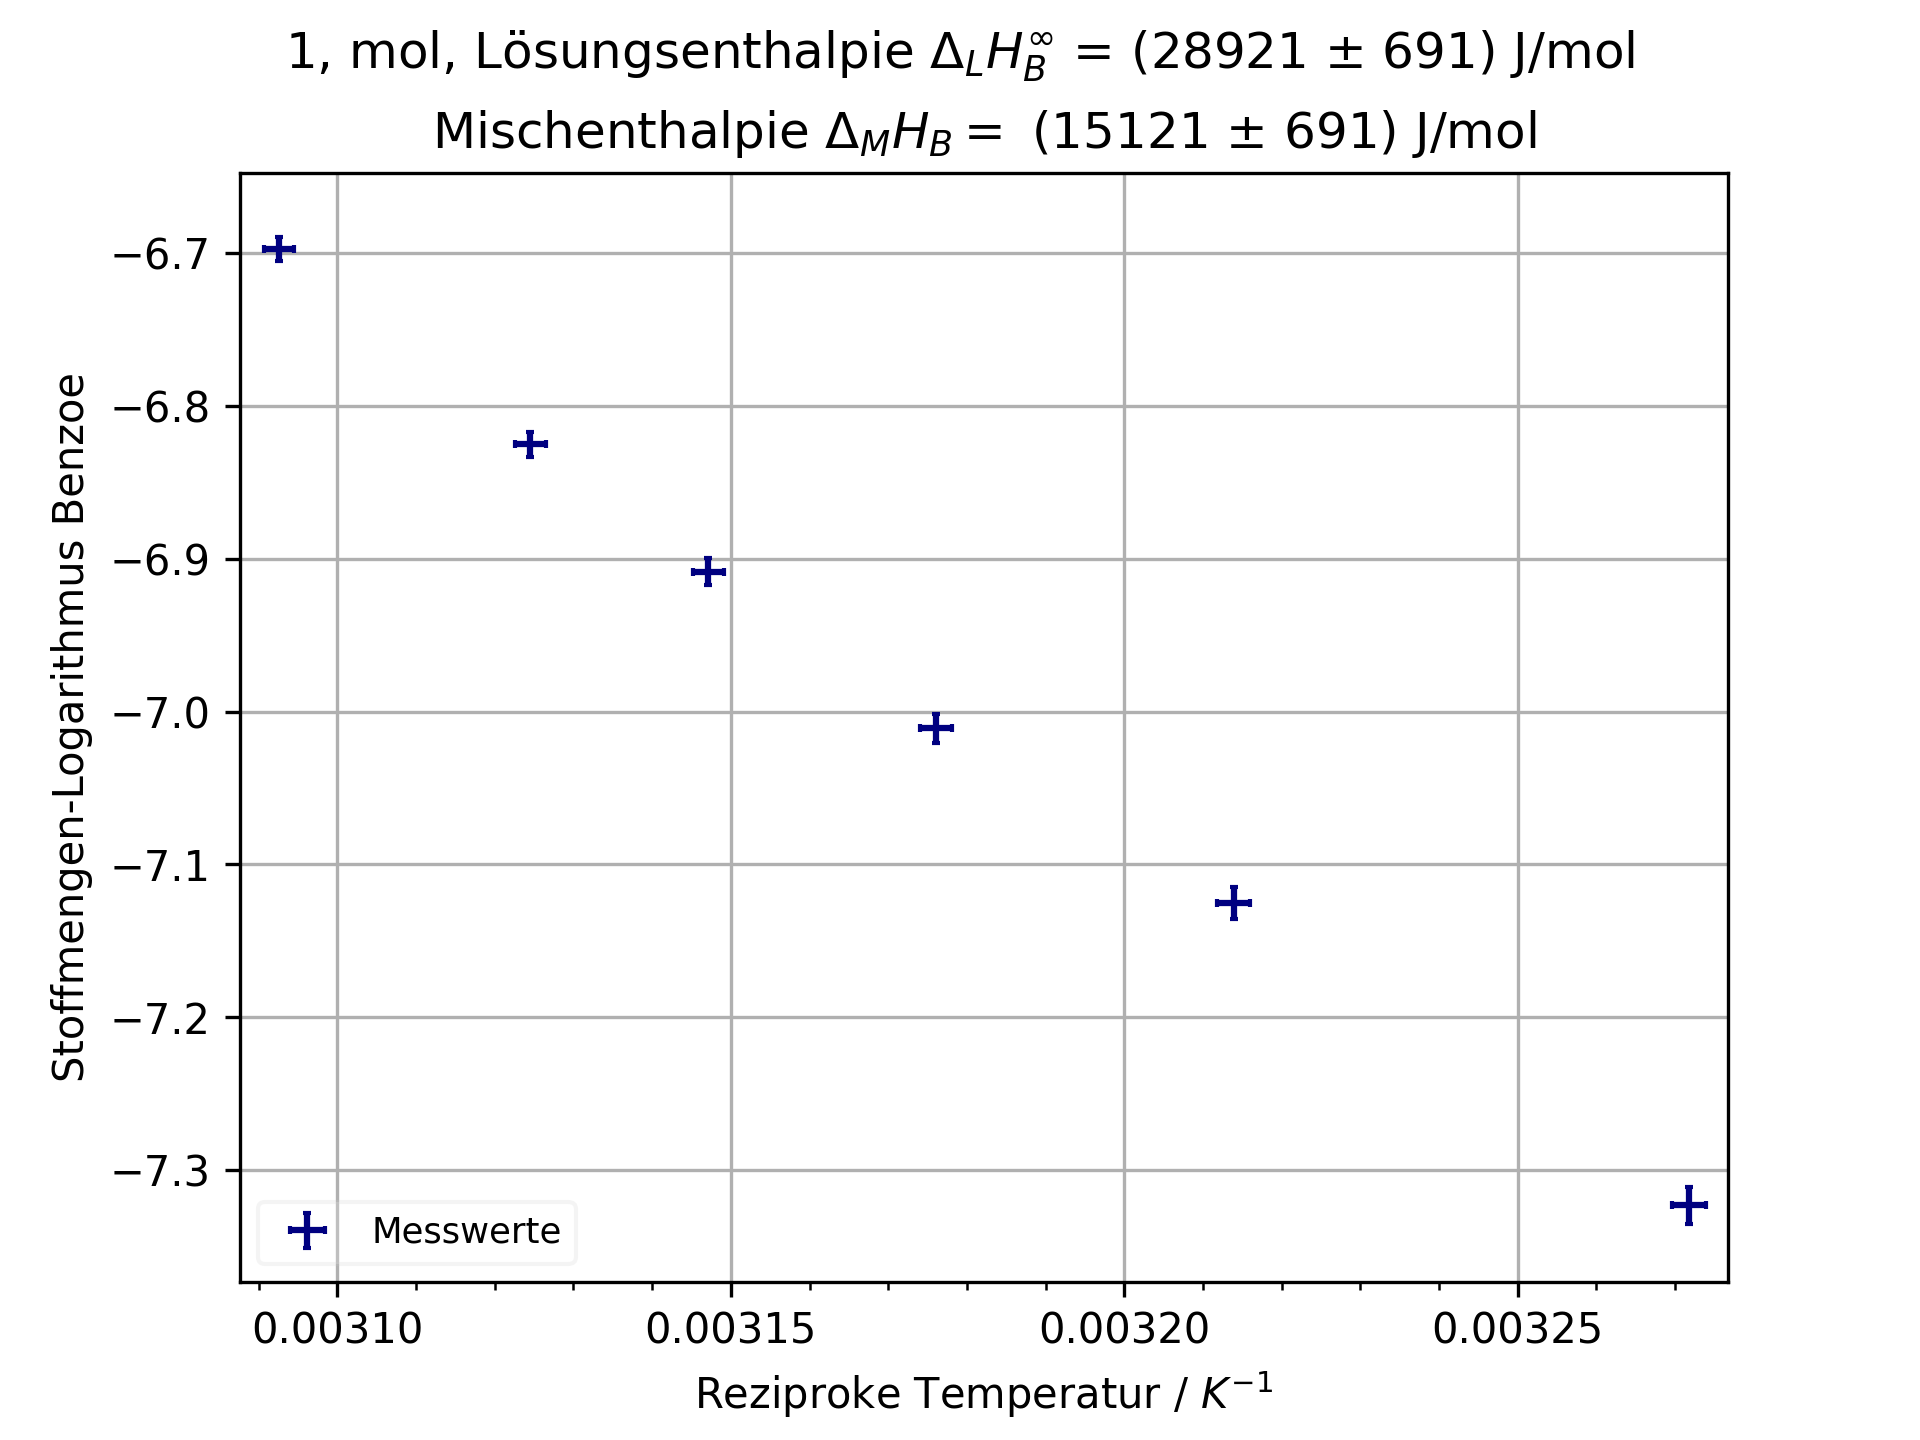 1, mol, Lösungsenthalpie Δ_L H_B^∞ = (28921 ± 691) J/mol
Mischenthalpie Δ_M H_B = (15121 ± 691) J/mol
−6.7
−6.8
−6.9
−7.0
−7.1
−7.2
−7.3
Stoffmengen-Logarithmus Benzoe
Messwerte
0.00310 0.00315 0.00320 0.00325
Reziproke Temperatur / K⁻¹